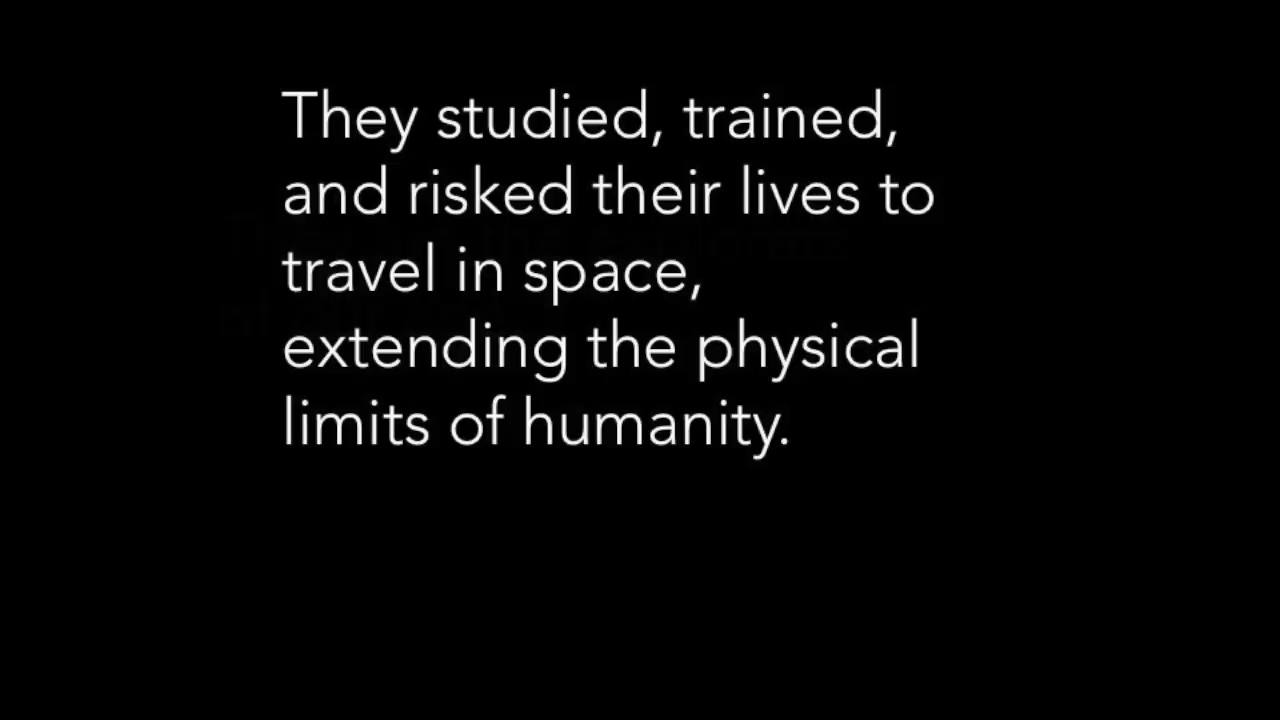 They studied, trained,
and risked their lives to
travel in space,
extending the physical
limits of humanity.